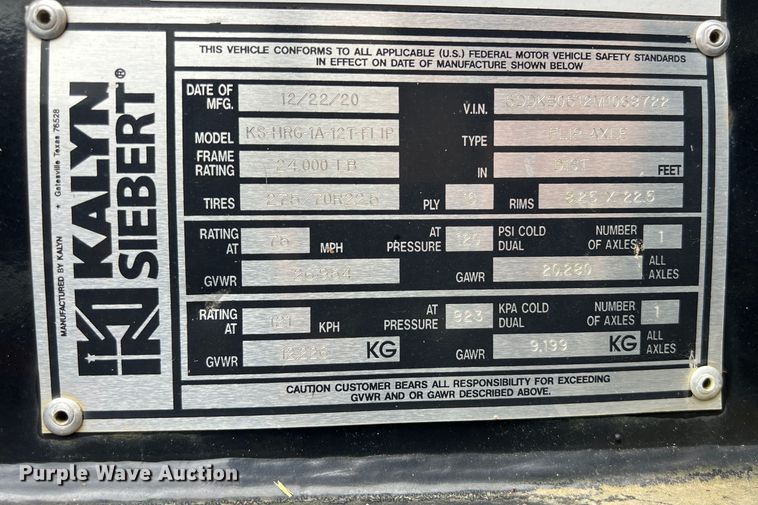 THIS VEHICLE CONFORMS TO ALL APPLICABLE (U.S.) FEDERAL MOTOR VEHICLE SAFETY STANDARDS
IN EFFECT ON DATE OF MANUFACTURE SHOWN BELOW
KALYN
SIEBERT®
MANUFACTURED BY KALYN • Gatesville Texas 76528
DATE OF MFG. 12/22/20 V.I.N.
MODEL KS-HRG-1A-12T-FLIP TYPE FLIP AXLE
FRAME RATING 24,000 LB IN DIST FEET
TIRES 275/70R22.5 PLY 18 RIMS 8.25 X 22.5
RATING AT 75 MPH AT PRESSURE 120 PSI COLD DUAL NUMBER OF AXLES 1
GVWR GAWR 20,280 ALL AXLES
RATING AT 121 KPH AT PRESSURE 923 KPA COLD DUAL NUMBER OF AXLES 1
GVWR 12,226 KG GAWR 9,199 KG ALL AXLES
CAUTION CUSTOMER BEARS ALL RESPONSIBILITY FOR EXCEEDING
GVWR AND OR GAWR DESCRIBED ABOVE.
Purple Wave Auction